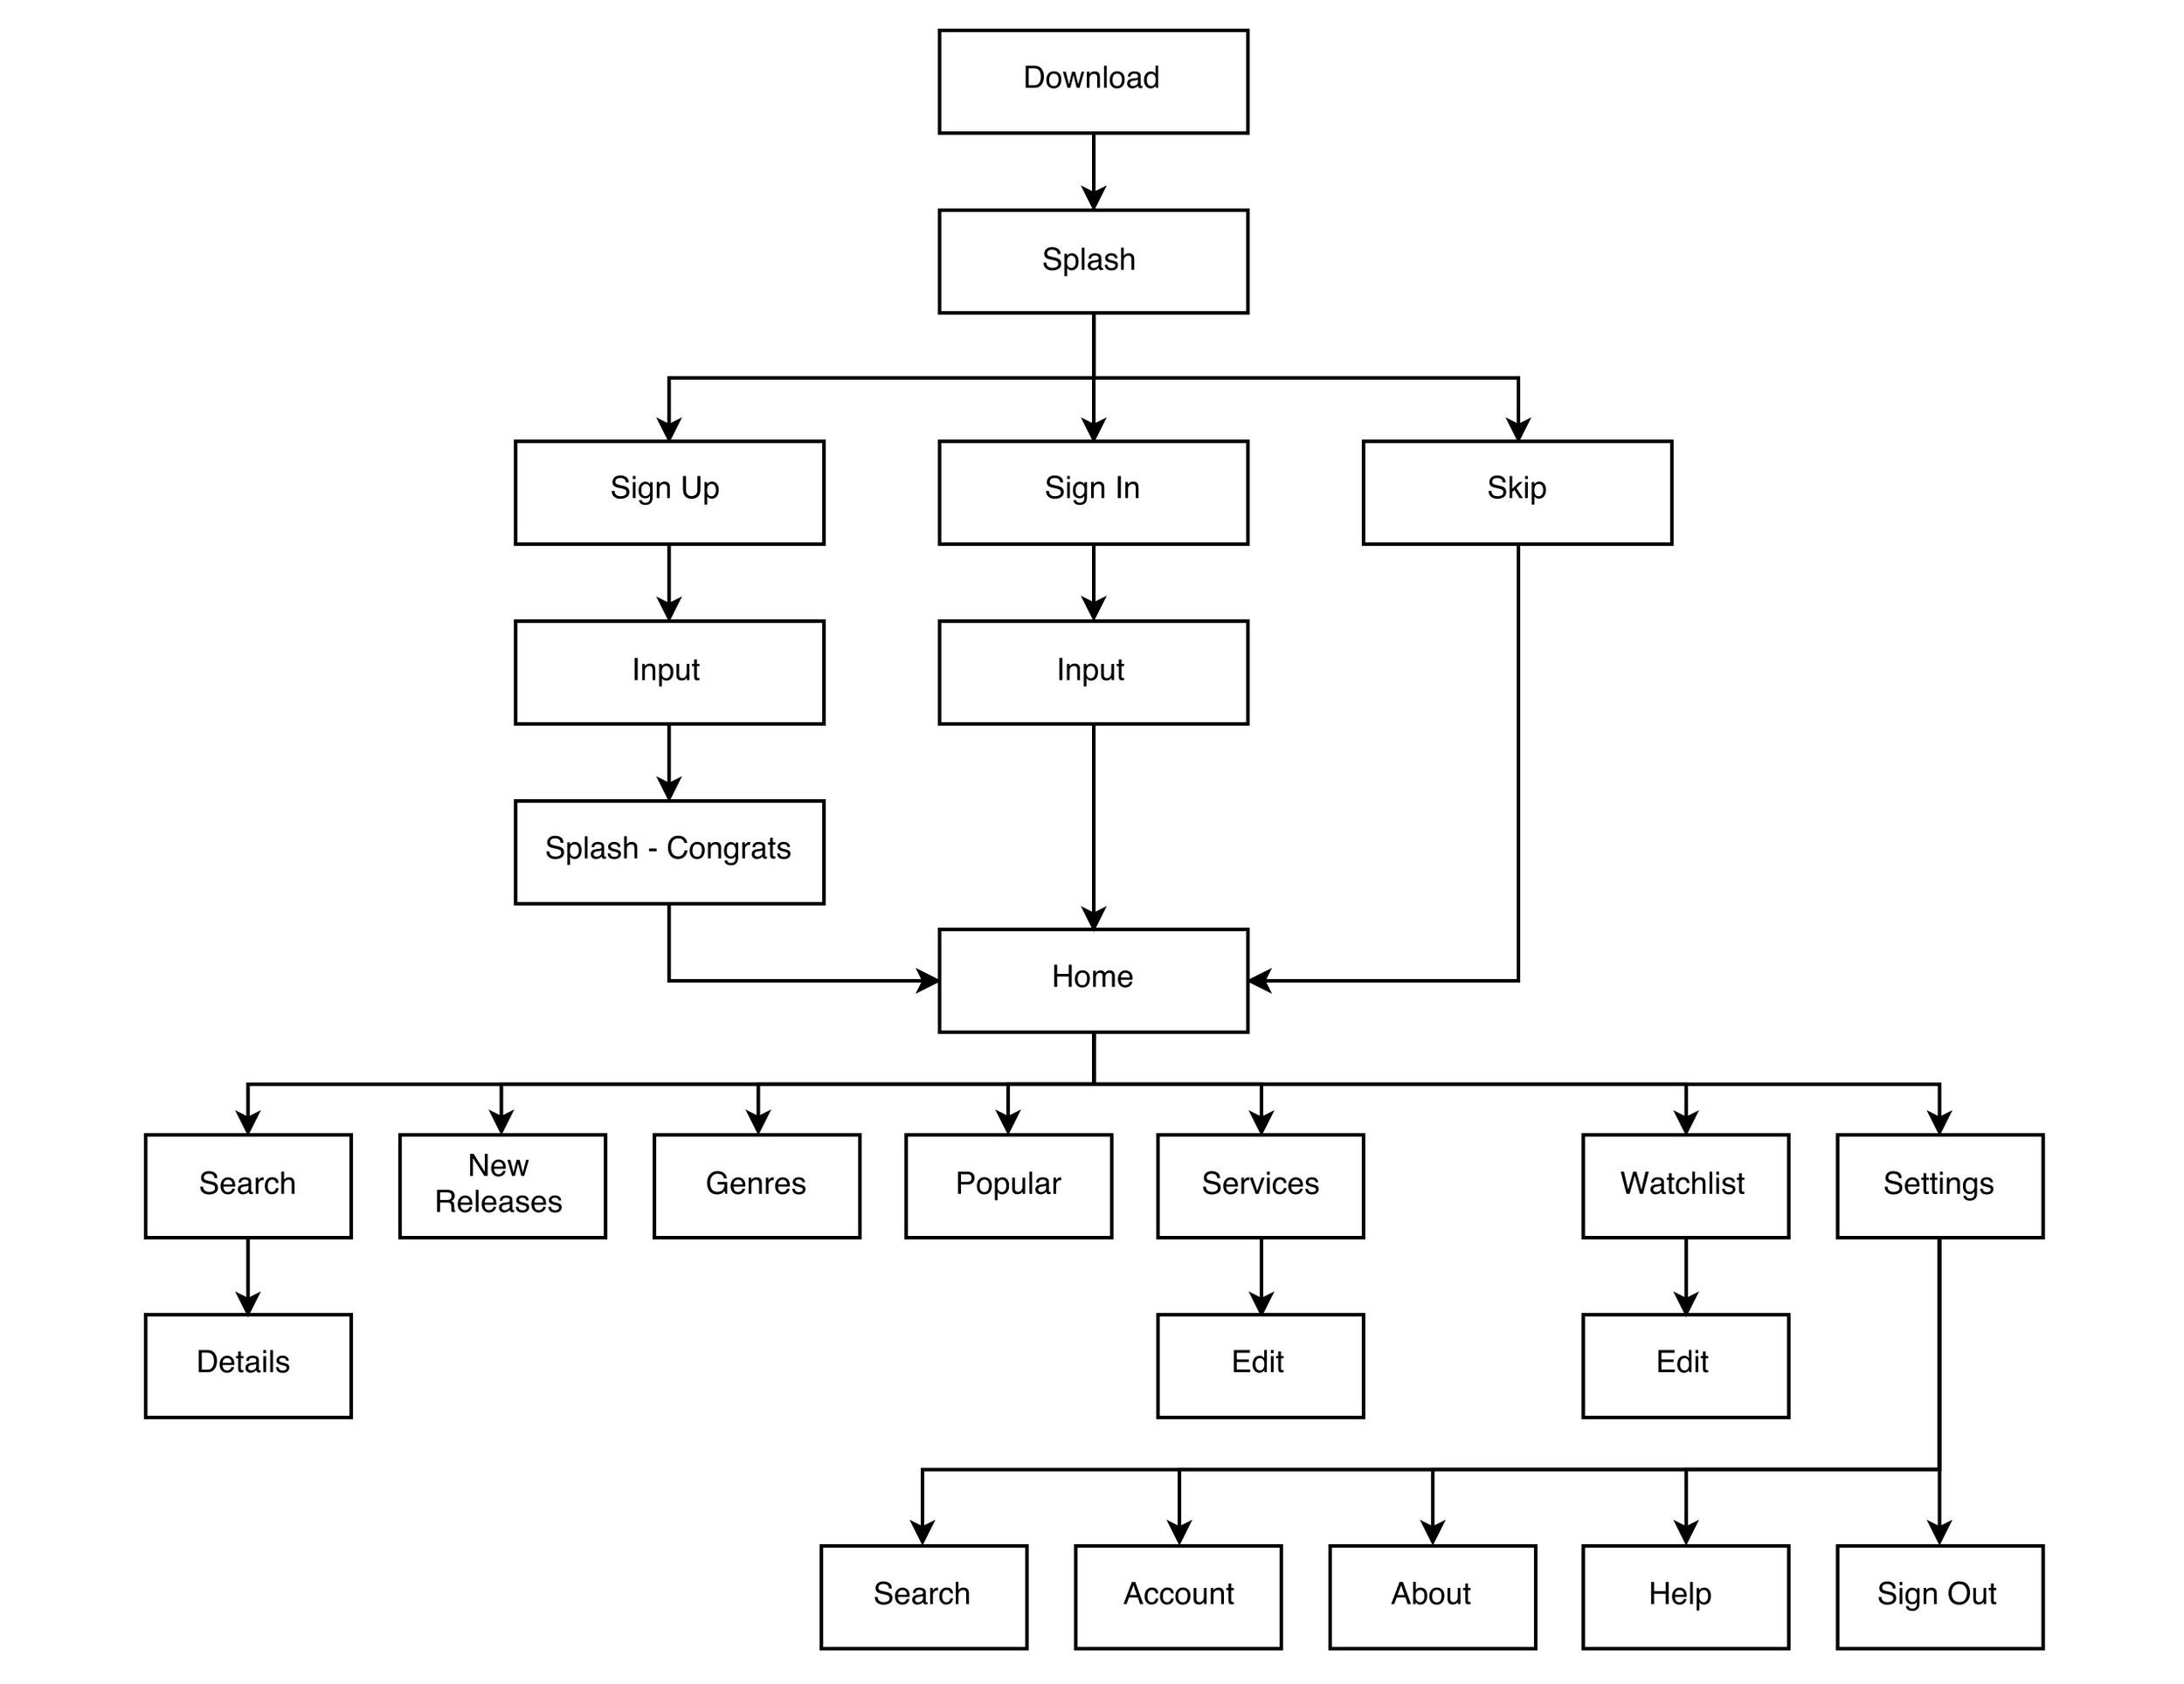 Download
Splash
Sign Up
Sign In
Skip
Input
Input
Splash - Congrats
Home
Search
New
Releases
Genres
Popular
Services
Watchlist
Settings
Details
Edit
Edit
Search
Account
About
Help
Sign Out